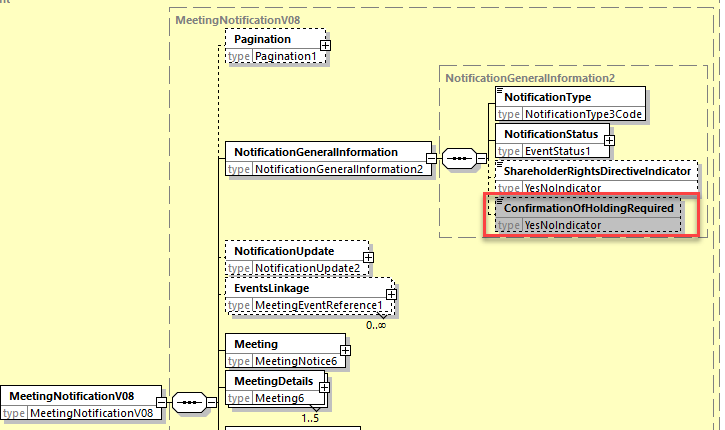 nt
MeetingNotificationV08
Pagination
type Pagination1
NotificationGeneralInformation2
NotificationType
type NotificationType3Code
NotificationStatus
type EventStatus1
NotificationGeneralInformation
type NotificationGeneralInformation2
ShareholderRightsDirectiveIndicator
type YesNoIndicator
ConfirmationOfHoldingRequired
type YesNoIndicator
NotificationUpdate
type NotificationUpdate2
EventsLinkage
type MeetingEventReference1
0..∞
Meeting
type MeetingNotice6
MeetingDetails
type Meeting6
1..5
MeetingNotificationV08
type MeetingNotificationV08